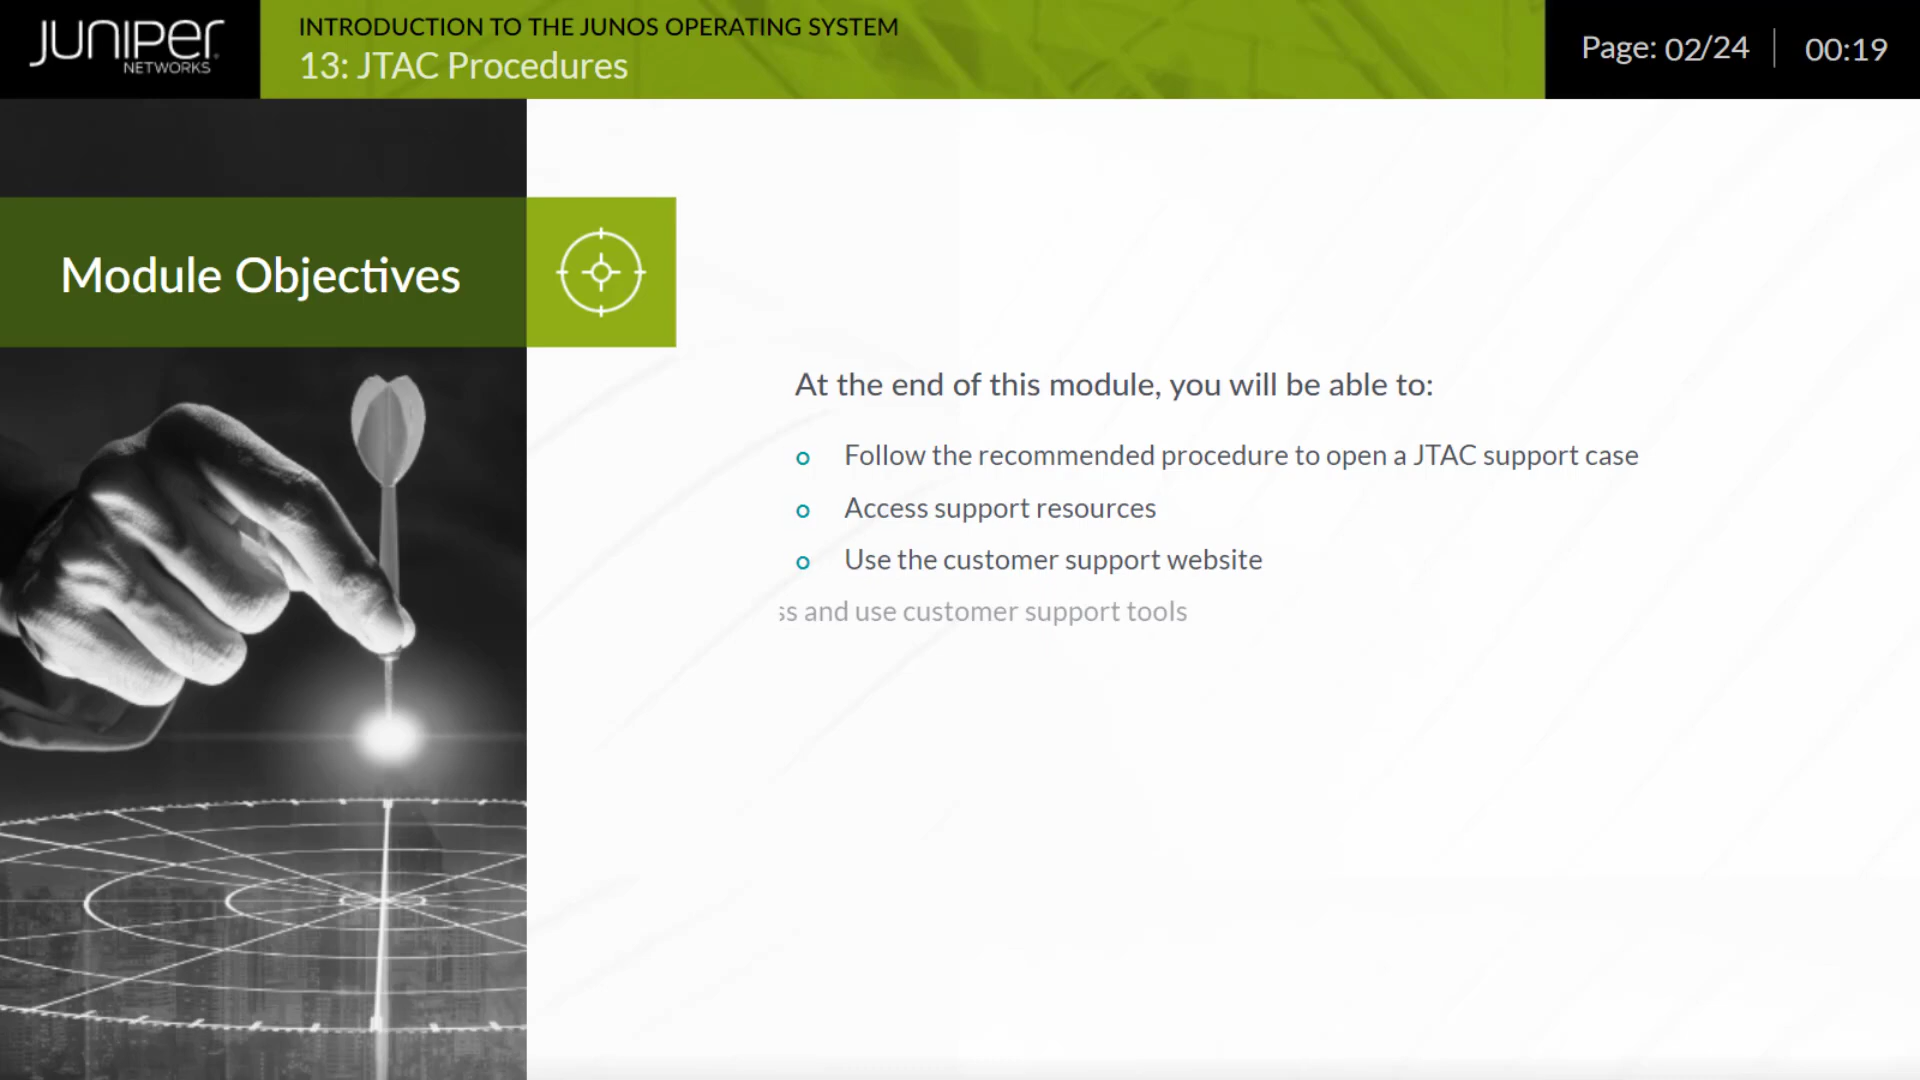 JUNIPER
NETWORKS
INTRODUCTION TO THE JUNOS OPERATING SYSTEM
13: JTAC Procedures
Page: 02/24
00:19
Module Objectives
At the end of this module, you will be able to:
Follow the recommended procedure to open a JTAC support case
Access support resources
Use the customer support website
and use customer support tools